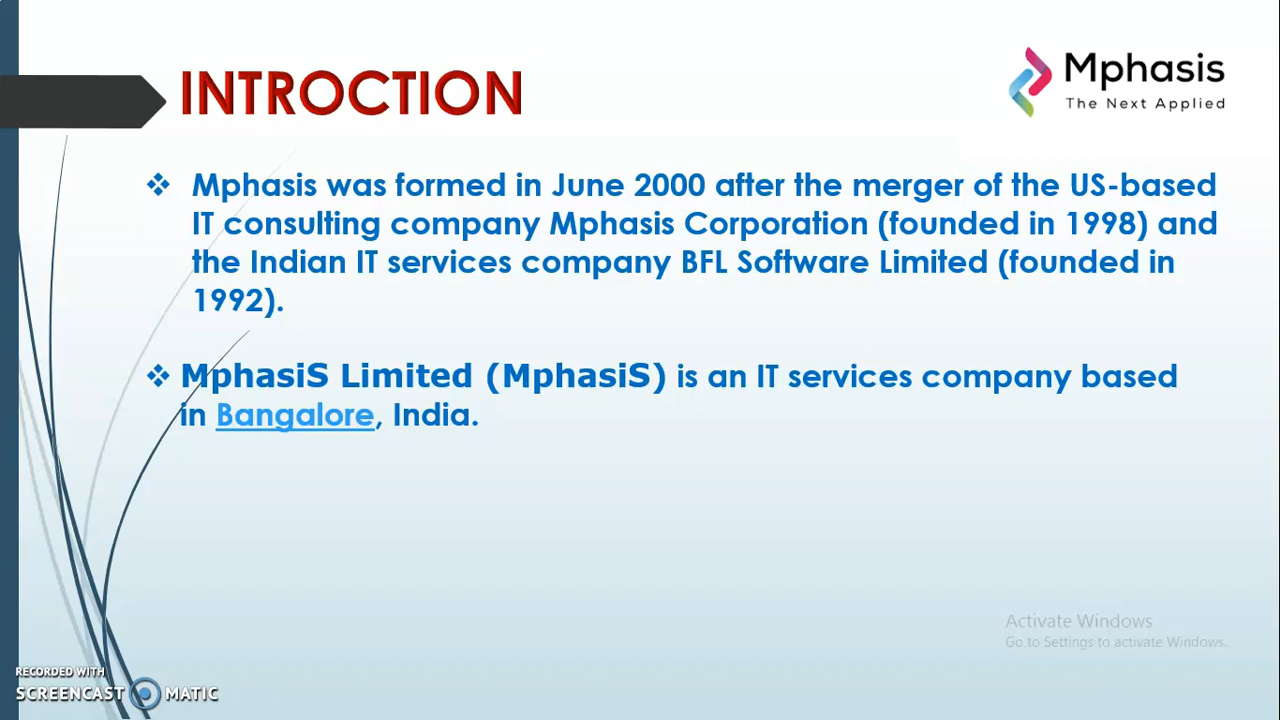 INTROCTION
Mphasis
The Next Applied
❖ Mphasis was formed in June 2000 after the merger of the US-based
IT consulting company Mphasis Corporation (founded in 1998) and
the Indian IT services company BFL Software Limited (founded in
1992).
❖ MphasiS Limited (MphasiS) is an IT services company based
in Bangalore, India.
Activate Windows
Go to Settings to activate Windows.
RECORDED WITH
SCREENCAST MATIC